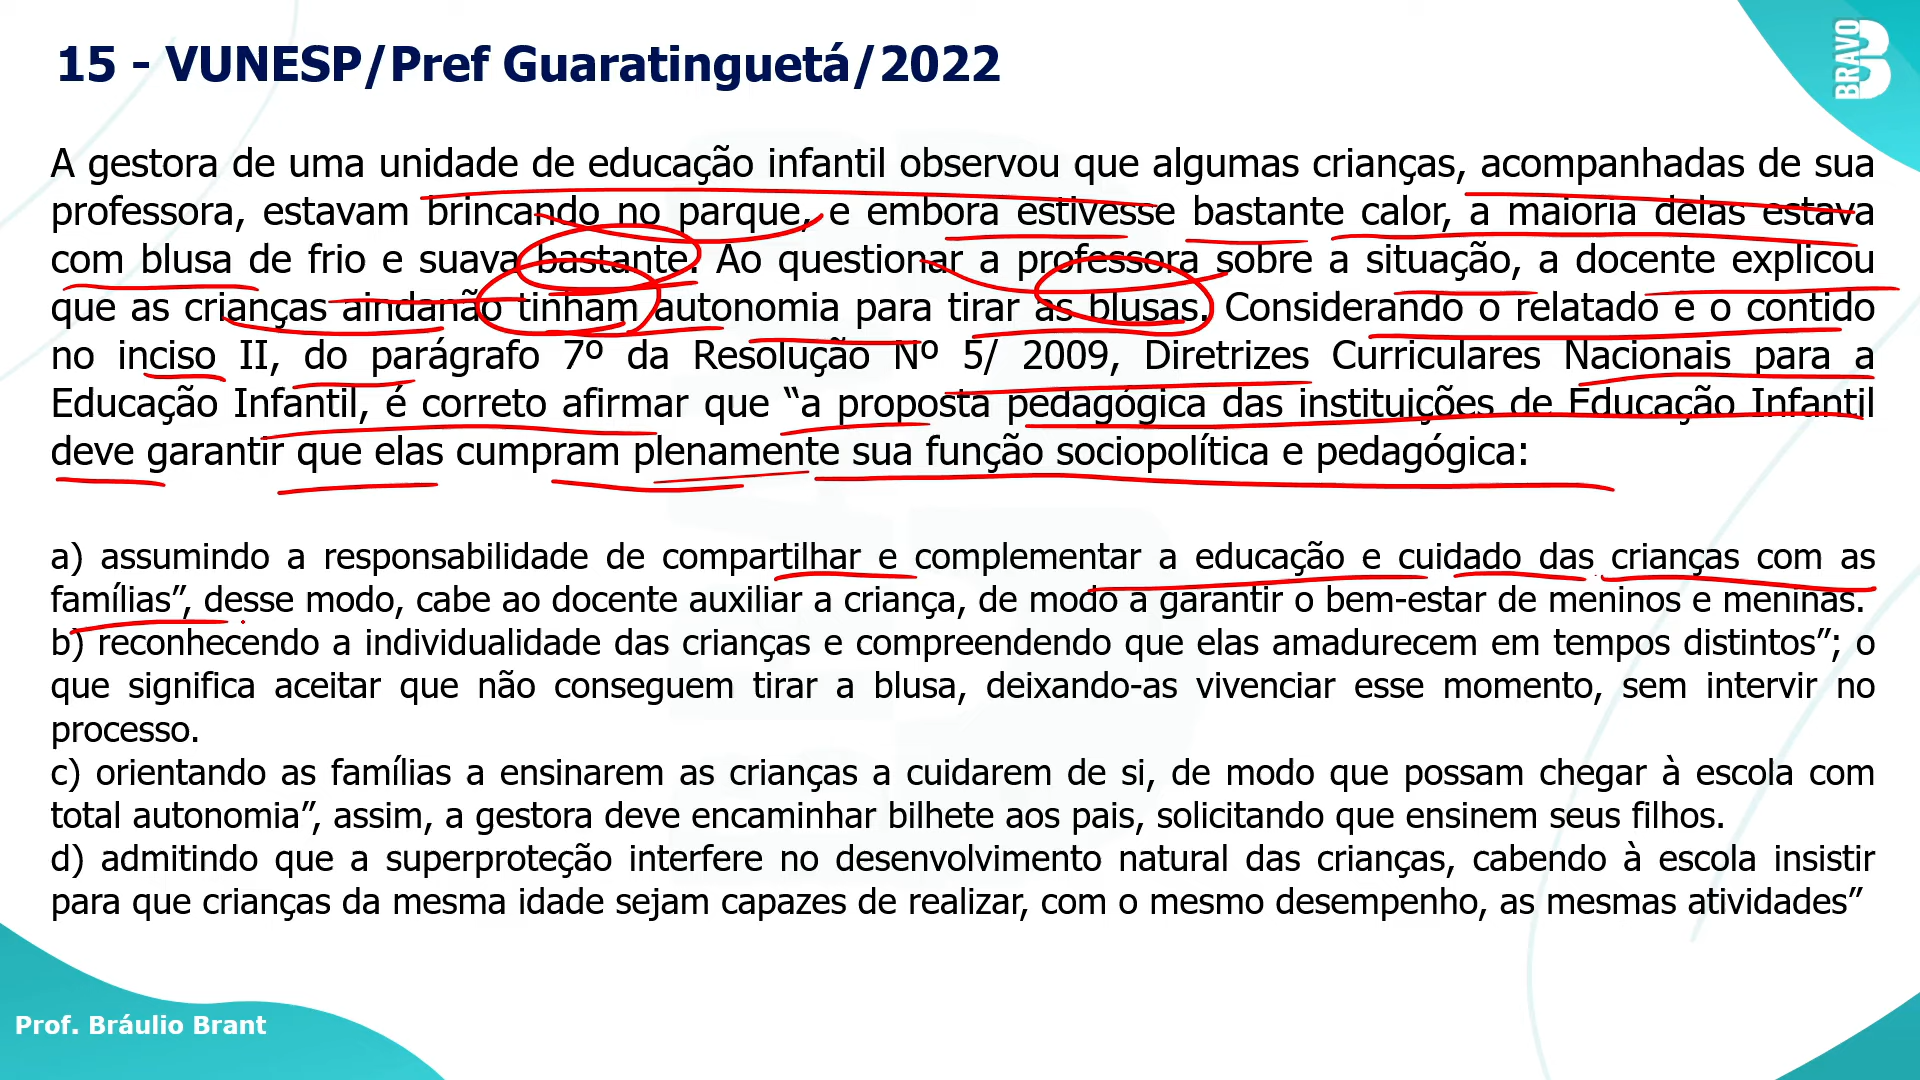 15 - VUNESP/Pref Guaratinguetá/2022
BRAVO
A gestora de uma unidade de educação infantil observou que algumas crianças, acompanhadas de sua
professora, estavam brincando no parque, e embora estivesse bastante calor, a maioria delas estava
com blusa de frio e suava bastante. Ao questionar a professora sobre a situação, a docente explicou
que as crianças aindanão tinham autonomia para tirar as blusas. Considerando o relatado e o contido
no inciso II, do parágrafo 7º da Resolução Nº 5/ 2009, Diretrizes Curriculares Nacionais para a
Educação Infantil, é correto afirmar que “a proposta pedagógica das instituições de Educação Infantil
deve garantir que elas cumpram plenamente sua função sociopolítica e pedagógica:
a) assumindo a responsabilidade de compartilhar e complementar a educação e cuidado das crianças com as
famílias”, desse modo, cabe ao docente auxiliar a criança, de modo a garantir o bem-estar de meninos e meninas.
b) reconhecendo a individualidade das crianças e compreendendo que elas amadurecem em tempos distintos”; o
que significa aceitar que não conseguem tirar a blusa, deixando-as vivenciar esse momento, sem intervir no
processo.
c) orientando as famílias a ensinarem as crianças a cuidarem de si, de modo que possam chegar à escola com
total autonomia”, assim, a gestora deve encaminhar bilhete aos pais, solicitando que ensinem seus filhos.
d) admitindo que a superproteção interfere no desenvolvimento natural das crianças, cabendo à escola insistir
para que crianças da mesma idade sejam capazes de realizar, com o mesmo desempenho, as mesmas atividades”
Prof. Bráulio Brant